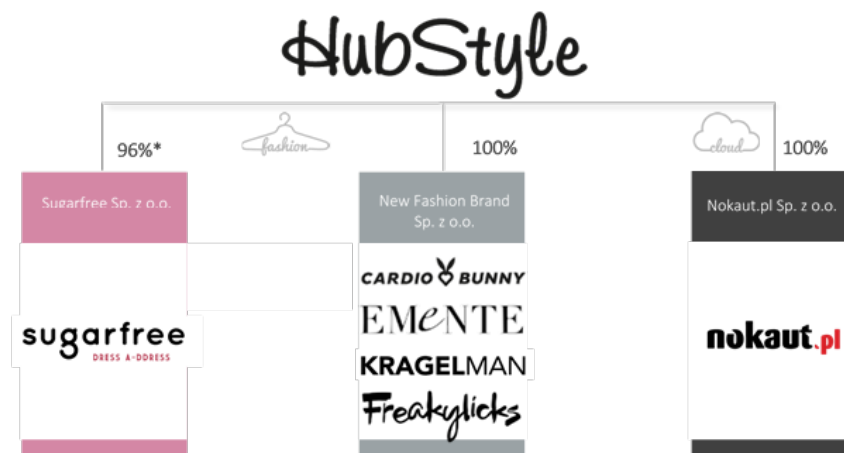 HubStyle
96%*
fashion
100%
cloud
100%
Sugarfree Sp. z o.o.
New Fashion Brand
Sp. z o.o.
Nokaut.pl Sp. z o.o.
CARDIO BUNNY
EMeNTE
sugarfree
DRESS A-DDRESS
KRAGELMAN
Freakylicks
nokaut.pl